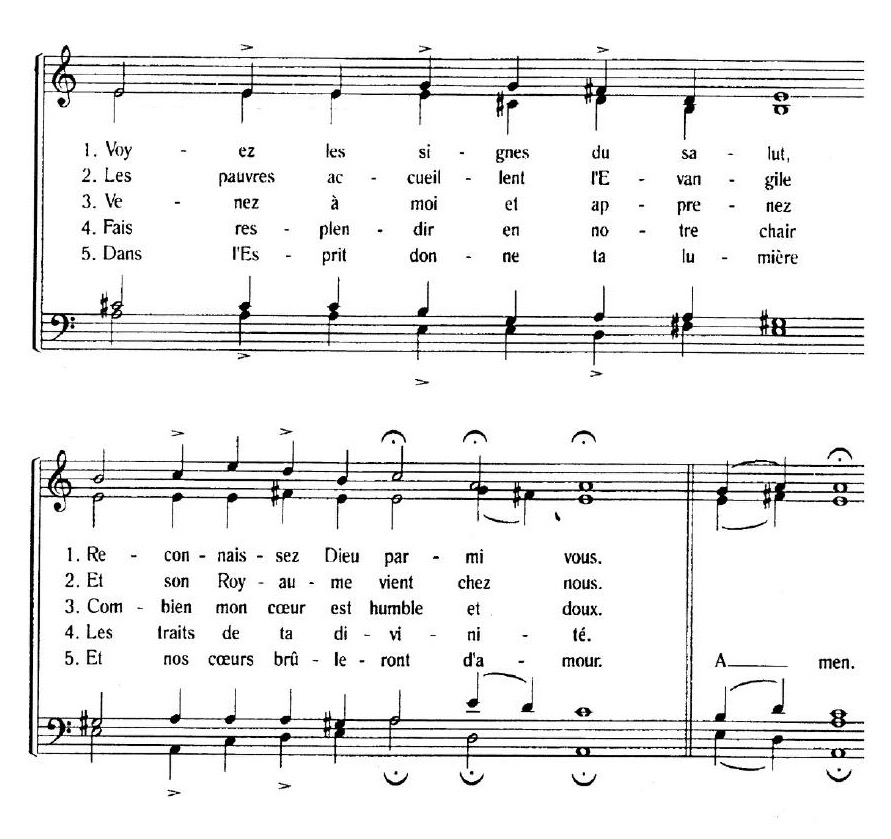 1. Voy - ez les si - gnes du sa - lut,
2. Les pauvres ac - cueil - lent l'E - van - gile
3. Ve - nez à moi et ap - pre - nez
4. Fais res - plen - dir en no - tre chair
5. Dans l'Es - prit don - ne ta lu - mière
1. Re - con - nais - sez Dieu par - mi vous.
2. Et son Roy - au - me vient chez nous.
3. Com - bien mon cœur est humble et doux.
4. Les traits de ta di - vi - ni - té.
5. Et nos cœurs brû - le - ront d'a - mour. A___ men.